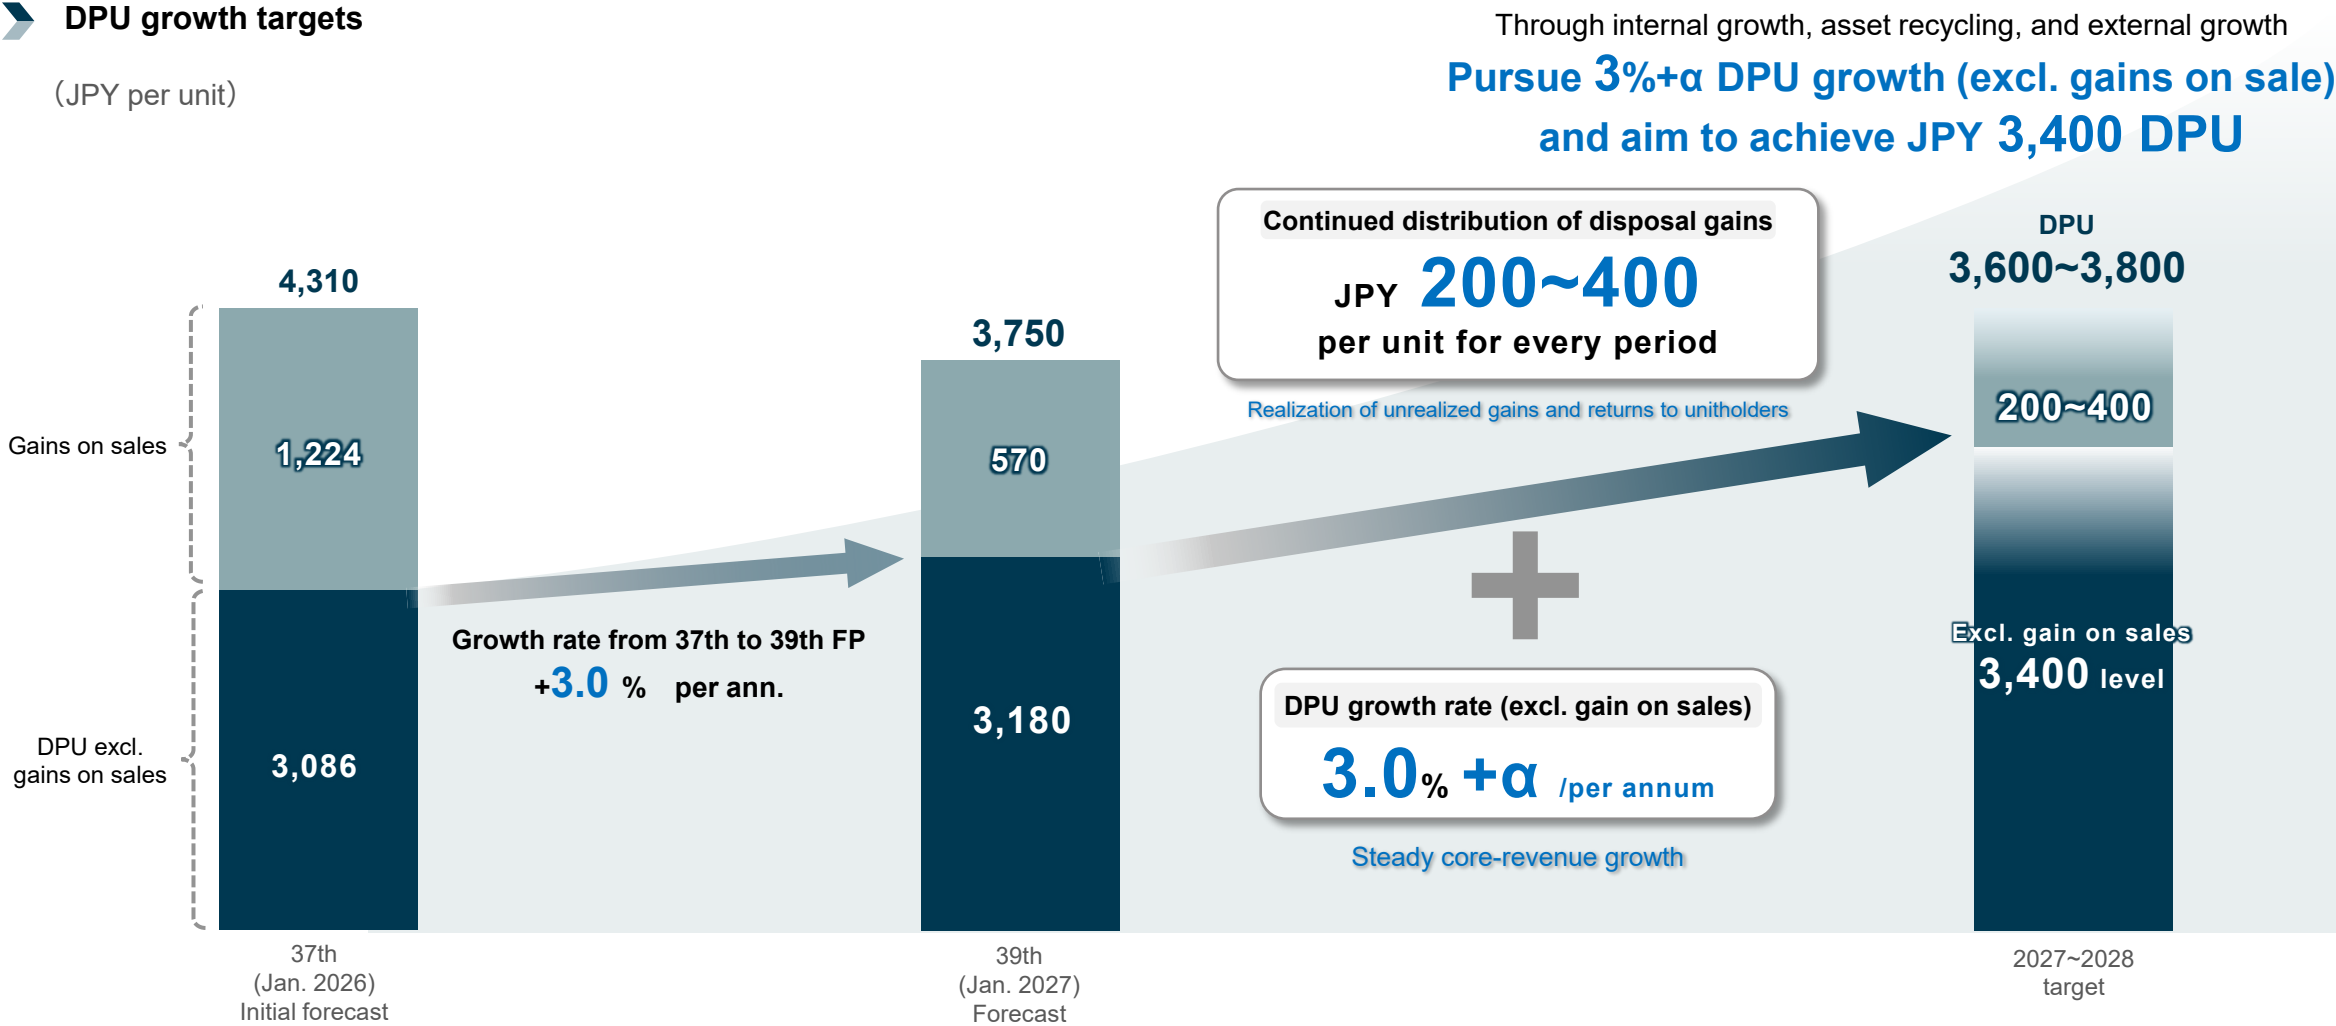 DPU growth targets
（JPY per unit）
Through internal growth, asset recycling, and external growth
Pursue 3%+α DPU growth (excl. gains on sale)
and aim to achieve JPY 3,400 DPU
Continued distribution of disposal gains
JPY 200~400
per unit for every period
Realization of unrealized gains and returns to unitholders
DPU
3,600~3,800
4,310
3,750
Gains on sales
1,224
570
200~400
Growth rate from 37th to 39th FP
+3.0 % per ann.
Excl. gain on sales
3,400 level
DPU growth rate (excl. gain on sales)
3.0% +α /per annum
Steady core-revenue growth
DPU excl.
gains on sales
3,086
3,180
37th
(Jan. 2026)
Initial forecast
39th
(Jan. 2027)
Forecast
2027~2028
target